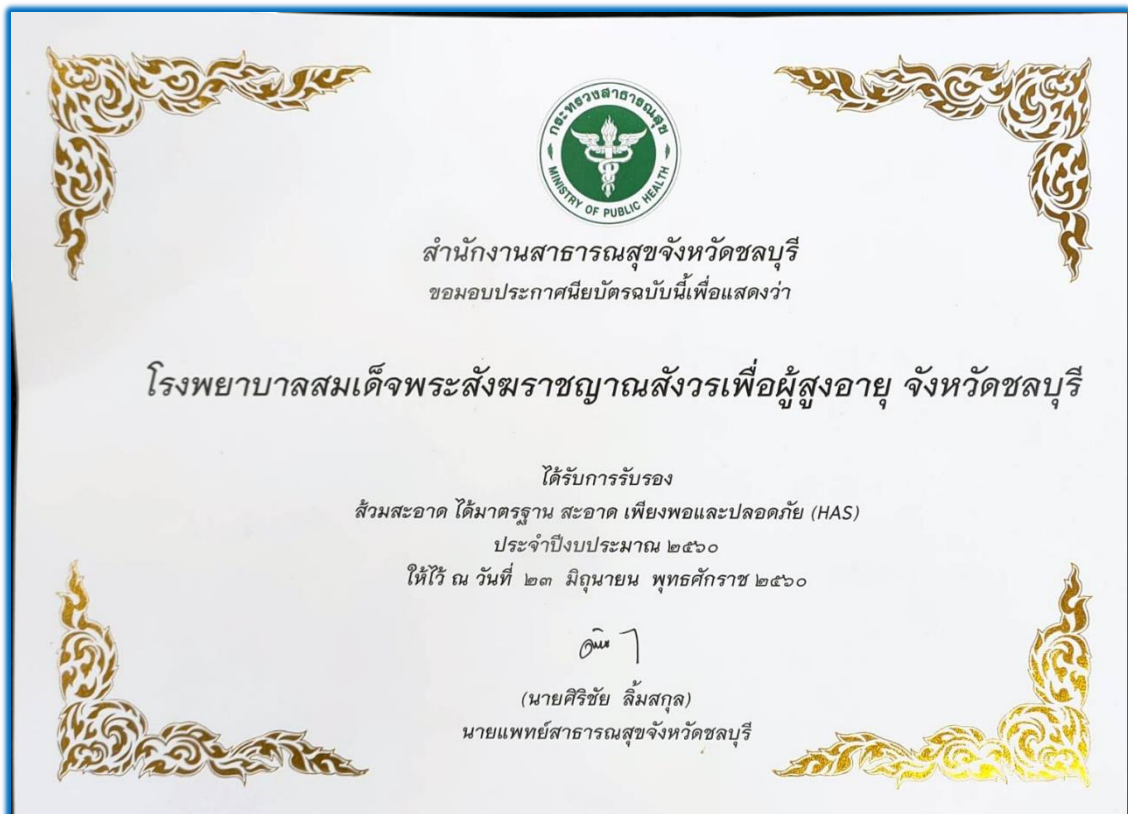 กระทรวงสาธารณสุข
MINISTRY OF PUBLIC HEALTH
สำนักงานสาธารณสุขจังหวัดชลบุรี
ขอมอบประกาศนียบัตรฉบับนี้เพื่อแสดงว่า
โรงพยาบาลสมเด็จพระสังฆราชญาณสังวรเพื่อผู้สูงอายุ จังหวัดชลบุรี
ได้รับการรับรอง
ส้วมสะอาด ได้มาตรฐาน สะอาด เพียงพอและปลอดภัย (HAS)
ประจำปีงบประมาณ ๒๕๖๐
ให้ไว้ ณ วันที่ ๒๓ มิถุนายน พุทธศักราช ๒๕๖๐
(นายศิริชัย ลิ้มสกุล)
นายแพทย์สาธารณสุขจังหวัดชลบุรี